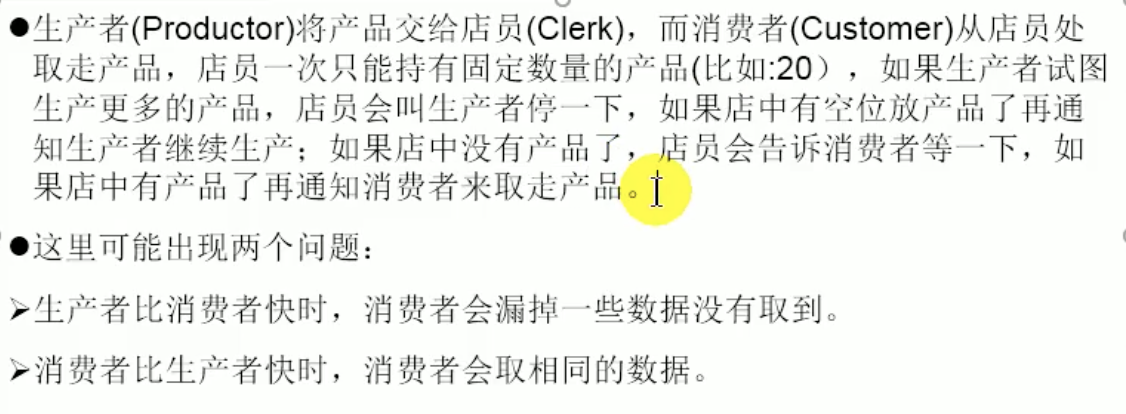 ●生产者(Productor)将产品交给店员(Clerk)，而消费者(Customer)从店员处
取走产品，店员一次只能持有固定数量的产品(比如:20），如果生产者试图
生产更多的产品，店员会叫生产者停一下，如果店中有空位放产品了再通
知生产者继续生产；如果店中没有产品了，店员会告诉消费者等一下，如
果店中有产品了再通知消费者来取走产品。
●这里可能出现两个问题：
➢生产者比消费者快时，消费者会漏掉一些数据没有取到。
➢消费者比生产者快时，消费者会取相同的数据。